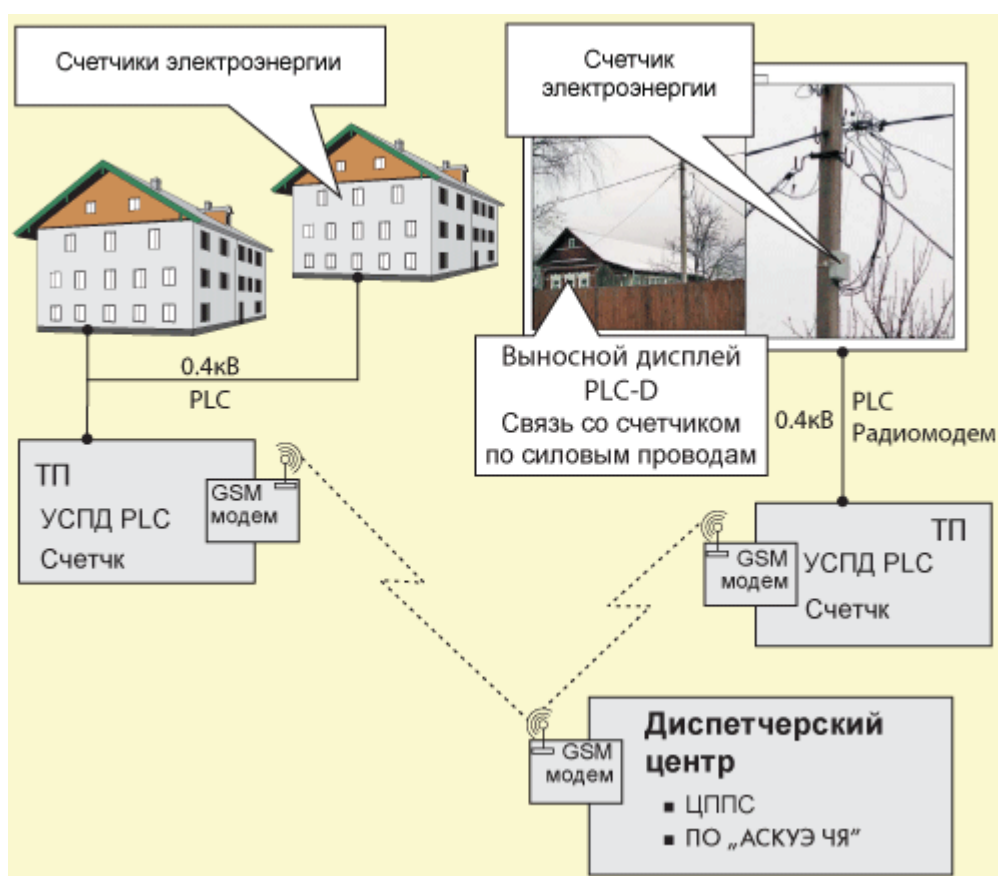 Счетчики электроэнергии
Счетчик
электроэнергии
Выносной дисплей
PLC-D
Связь со счетчиком
по силовым проводам
0.4кВ
PLC
0.4кВ
PLC
Радиомодем
ТП
УСПД PLC
Счетчк
GSM
модем
GSM
модем
ТП
УСПД PLC
Счетчк
GSM
модем
Диспетчерский
центр
▪ ЦППС
▪ ПО „АСКУЭ ЧЯ"